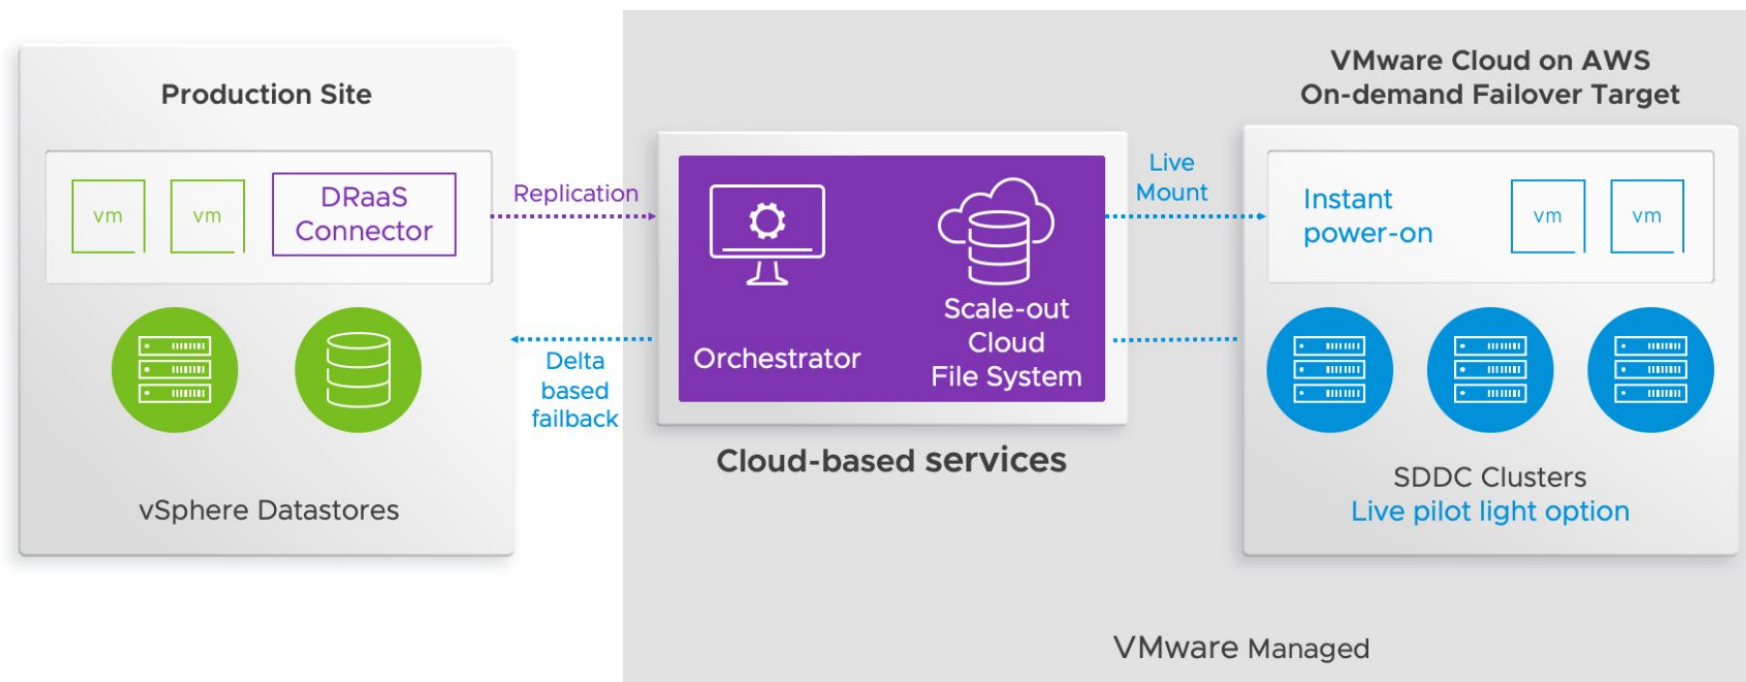 Production Site
vm
vm
DRaaS
Connector
vSphere Datastores
Replication
Delta
based
failback
Orchestrator
Scale-out
Cloud
File System
Cloud-based services
Live
Mount
VMware Cloud on AWS
On-demand Failover Target
Instant
power-on
vm
vm
SDDC Clusters
Live pilot light option
VMware Managed